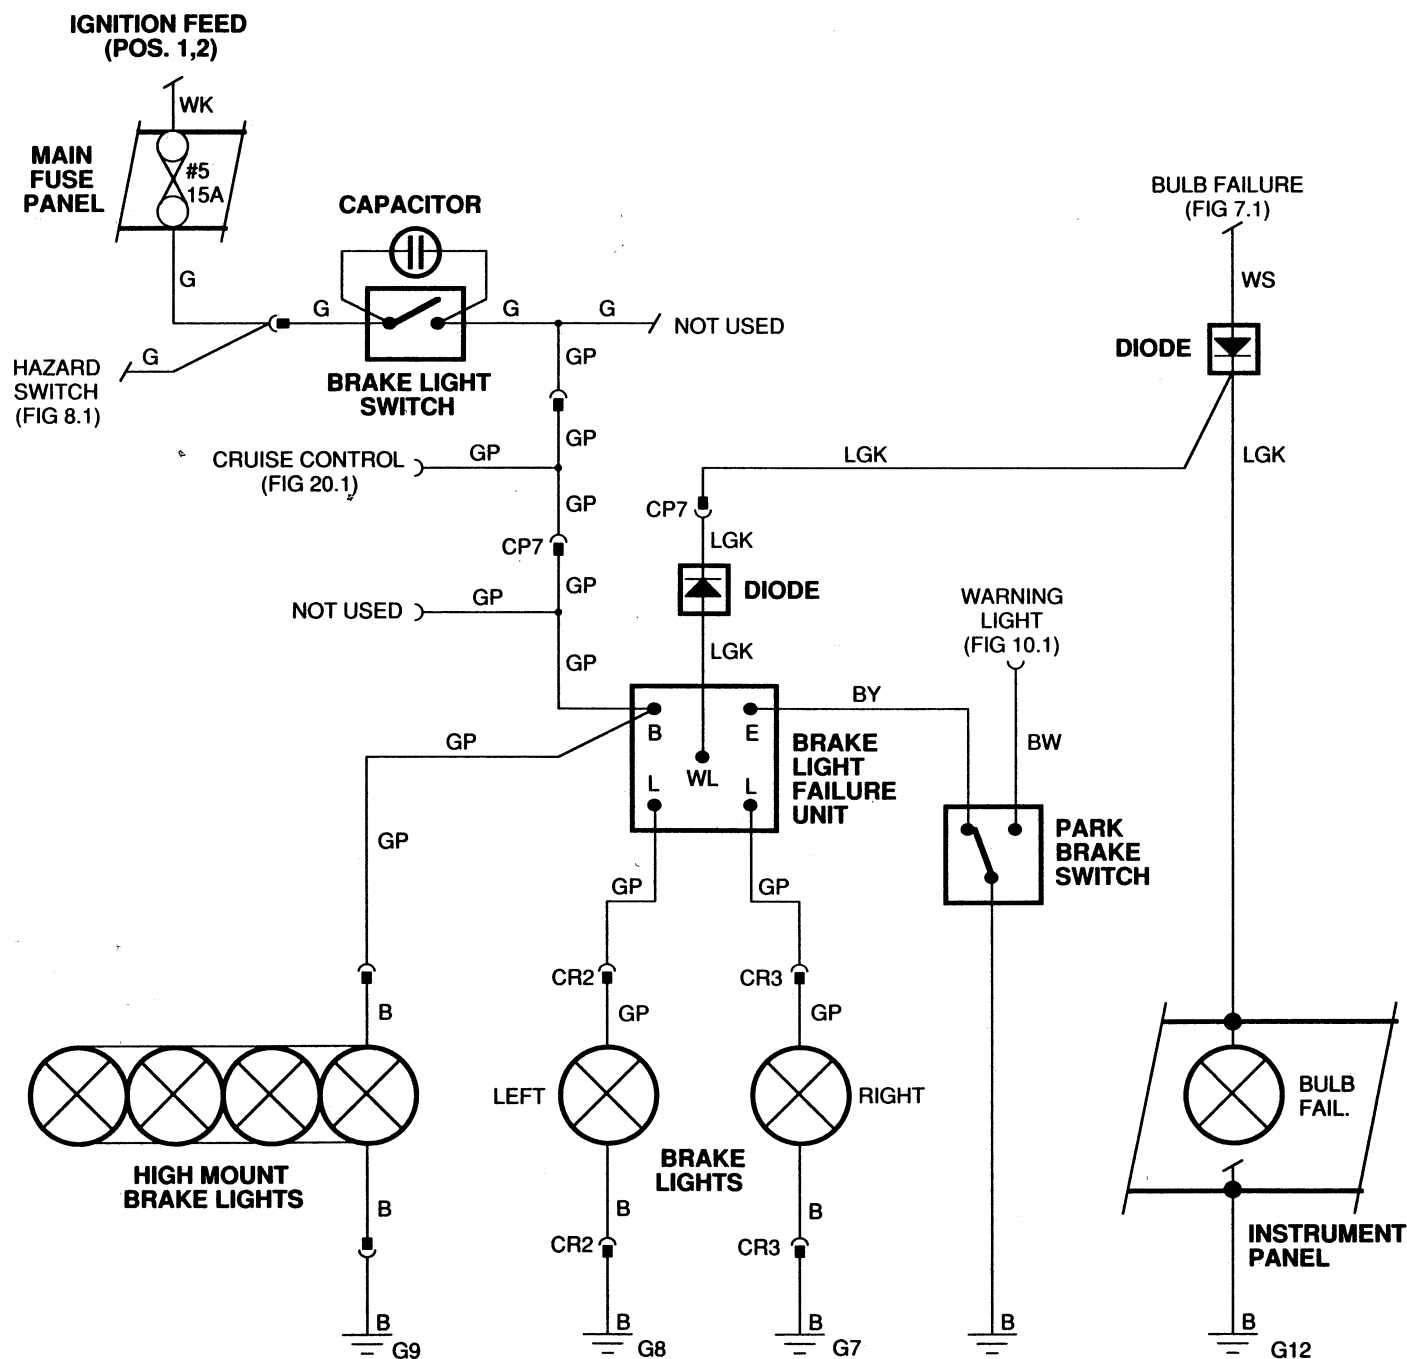 IGNITION FEED
(POS. 1,2)
WK
MAIN
FUSE
PANEL
#5
15A
CAPACITOR
BULB FAILURE
(FIG 7.1)
G
WS
G
G
G
NOT USED
G
HAZARD
SWITCH
(FIG 8.1)
GP
DIODE
BRAKE LIGHT
SWITCH
GP
CRUISE CONTROL
(FIG 20.1)
GP
LGK
LGK
GP
CP7
CP7
LGK
GP
DIODE
NOT USED
GP
WARNING
LIGHT
(FIG 10.1)
GP
LGK
BY
B
E
WL
L
L
BRAKE
LIGHT
FAILURE
UNIT
GP
BW
GP
PARK
BRAKE
SWITCH
GP
GP
CR2
CR3
B
GP
GP
LEFT
RIGHT
BULB
FAIL.
HIGH MOUNT
BRAKE LIGHTS
BRAKE
LIGHTS
B
B
B
CR2
CR3
INSTRUMENT
PANEL
B
G9
B
G8
B
G7
B
B
G12